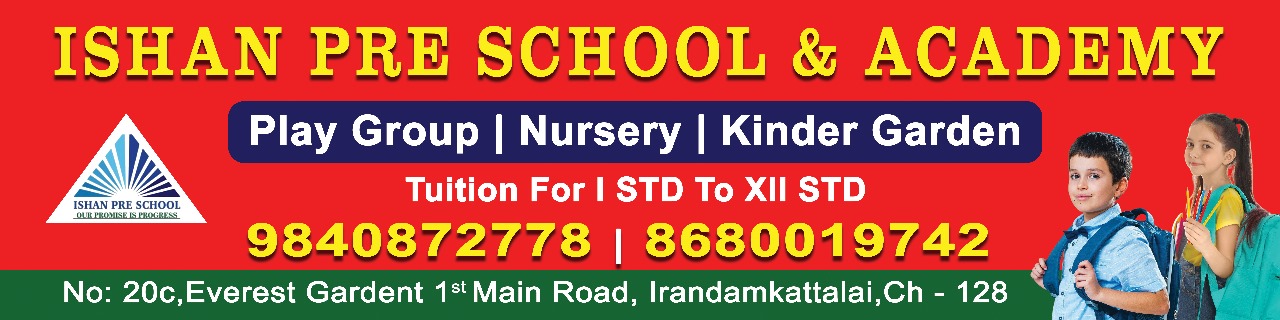 ISHAN PRE SCHOOL & ACADEMY
Play Group | Nursery | Kinder Garden
ISHAN PRE SCHOOL
OUR PROMISE IS PROGRESS
Tuition For I STD To XII STD
9840872778 | 8680019742
No: 20c,Everest Gardent 1st Main Road, Irandamkattalai,Ch - 128